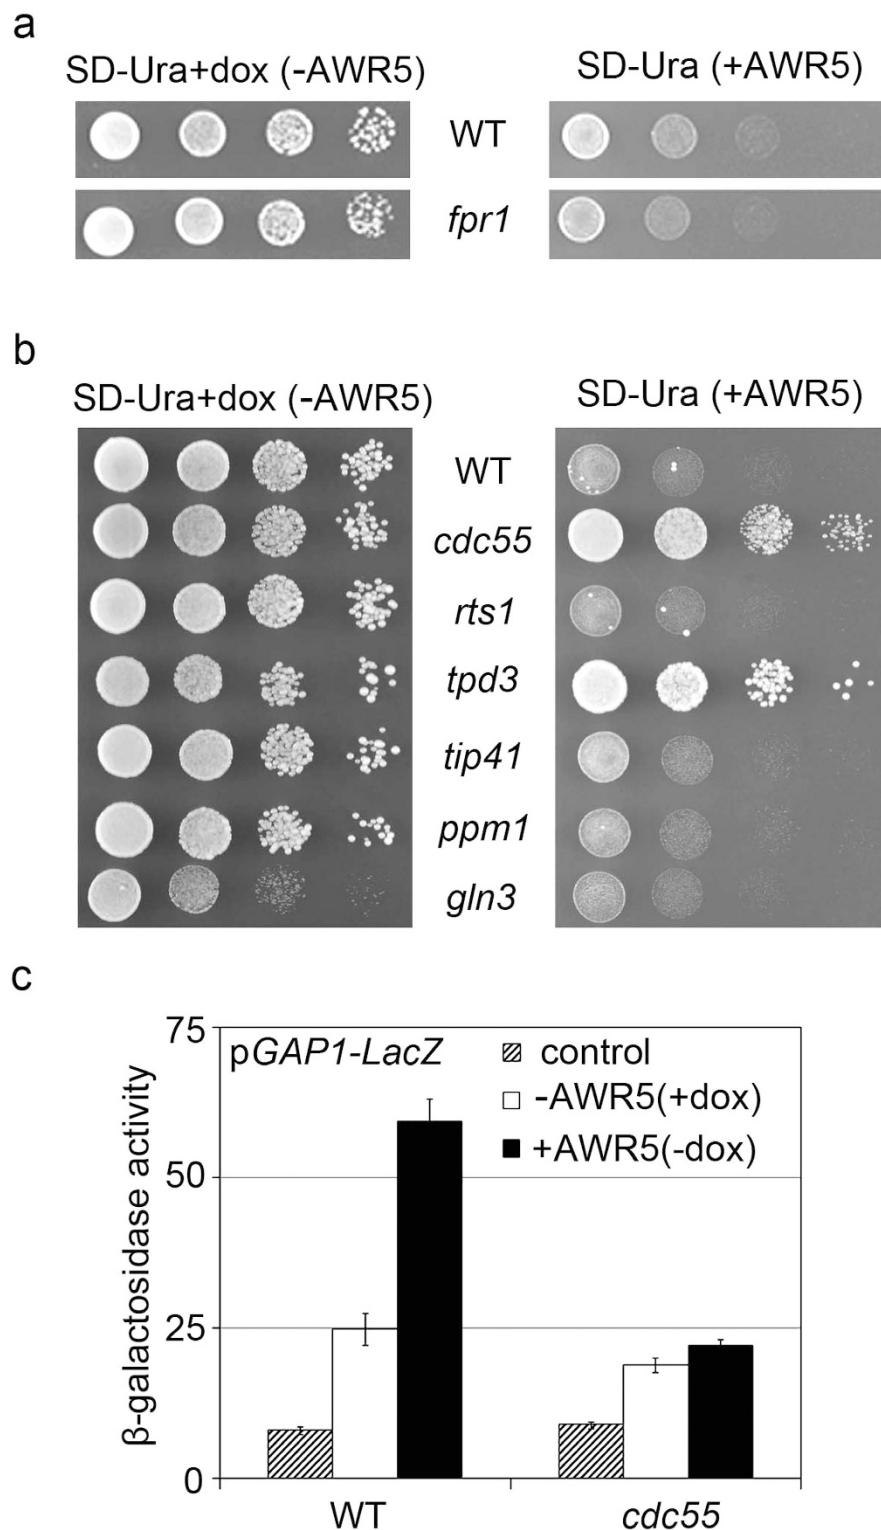 a
SD-Ura+dox (-AWR5) SD-Ura (+AWR5)
WT
fpr1
b
SD-Ura+dox (-AWR5) SD-Ura (+AWR5)
WT
cdc55
rts1
tpd3
tip41
ppm1
gln3
c
75
pGAP1-LacZ
control
-AWR5(+dox)
+AWR5(-dox)
50
25
0
β-galactosidase activity
WT cdc55